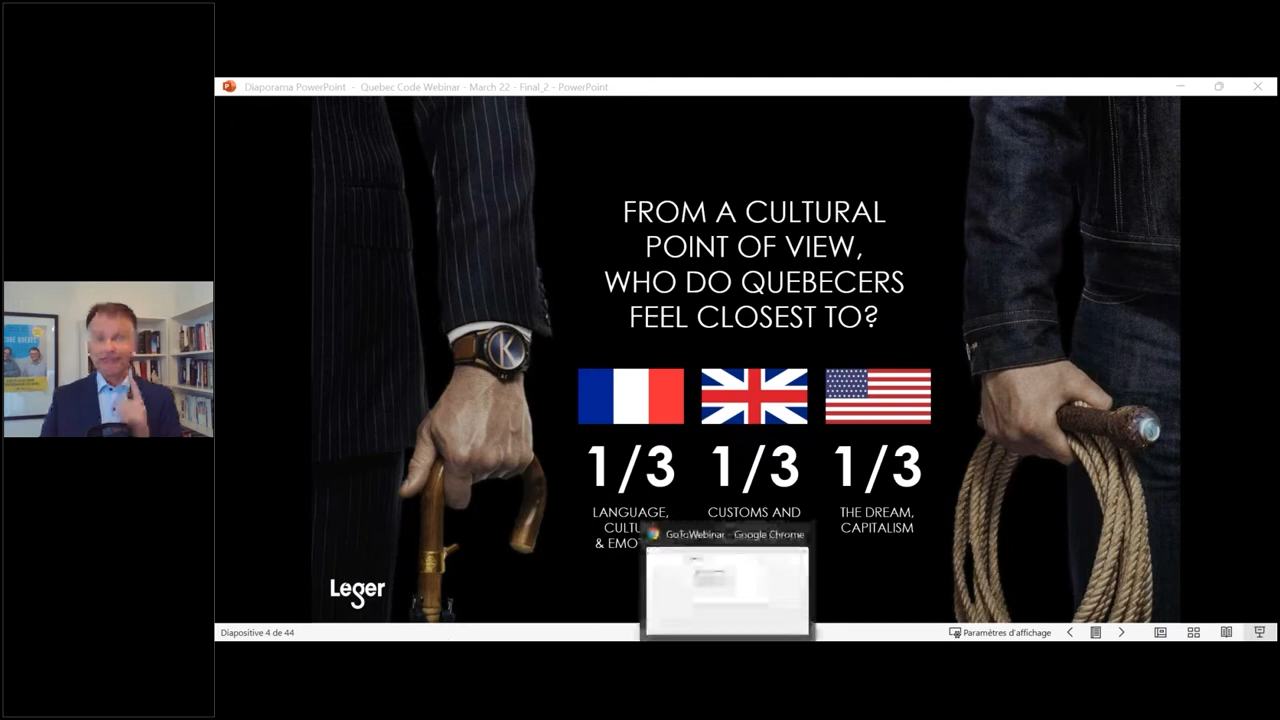 Diaporama PowerPoint - Quebec Code Webinar - March 22 - Final_2 - PowerPoint
FROM A CULTURAL
POINT OF VIEW,
WHO DO QUEBECERS
FEEL CLOSEST TO?
1/3 1/3 1/3
LANGUAGE,
CUSTOMS AND
THE DREAM,
CAPITALISM
GoToWebinar Google Chrome
K
Leger
Diapositive 4 de 44
Paramètres d'affichage